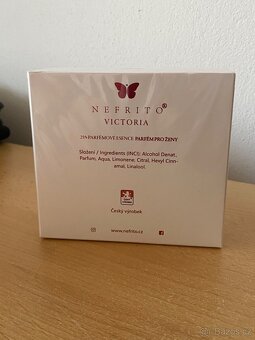 NEFRITO®
VICTORIA
PARFÉMOVÉ ESENCE PARFÉM PRO ŽENY
Složení / Ingredients (INCI): Alcohol Denat,
Parfum, Aqua, Limonene, Citral, Hexyl Cinn-
amal, Linalool.
Český výrobek
www.nefrito.cz